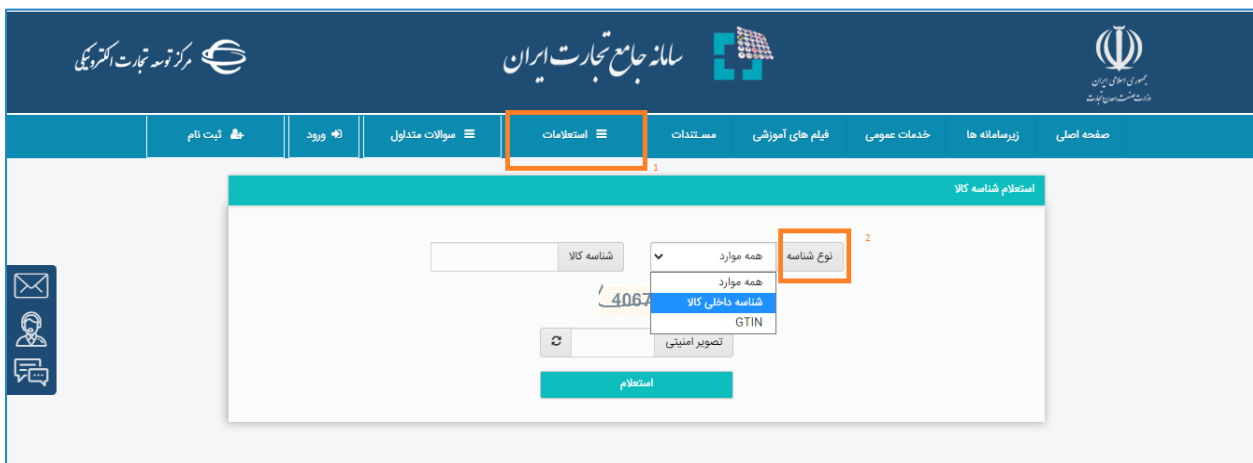 جمهوری اسلامی ایران
وزارت صنعت، معدن و تجارت
سامانه جامع تجارت ایران
مرکز توسعه تجارت الکترونیکی
صفحه اصلی زیرسامانه ها خدمات عمومی فیلم های آموزشی مستندات استعلامات سوالات متداول ورود ثبت نام
1
استعلام شناسه کالا
2
نوع شناسه همه موارد شناسه کالا
همه موارد
شناسه داخلی کالا
GTIN
4067
تصویر امنیتی
استعلام